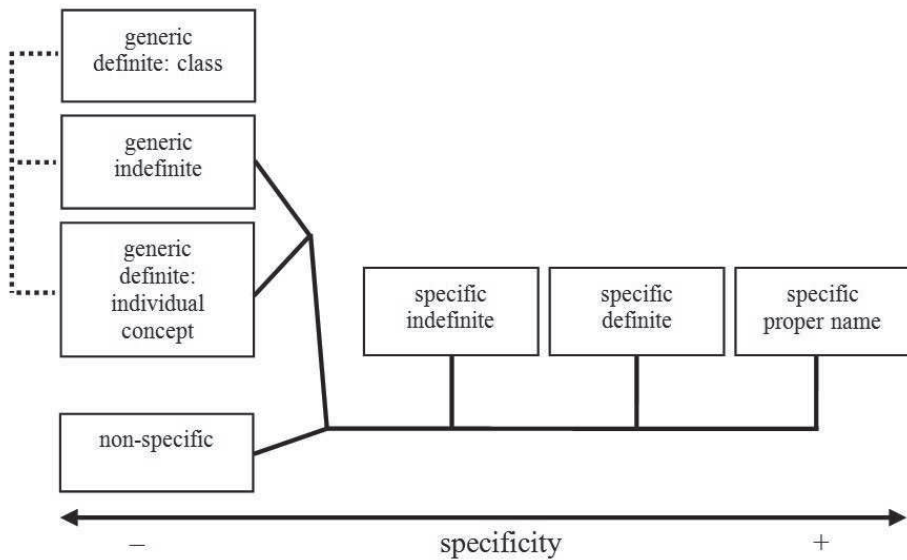 generic
definite: class
generic
indefinite
generic
definite:
individual
concept
specific
indefinite
specific
definite
specific
proper name
non-specific
– specificity +